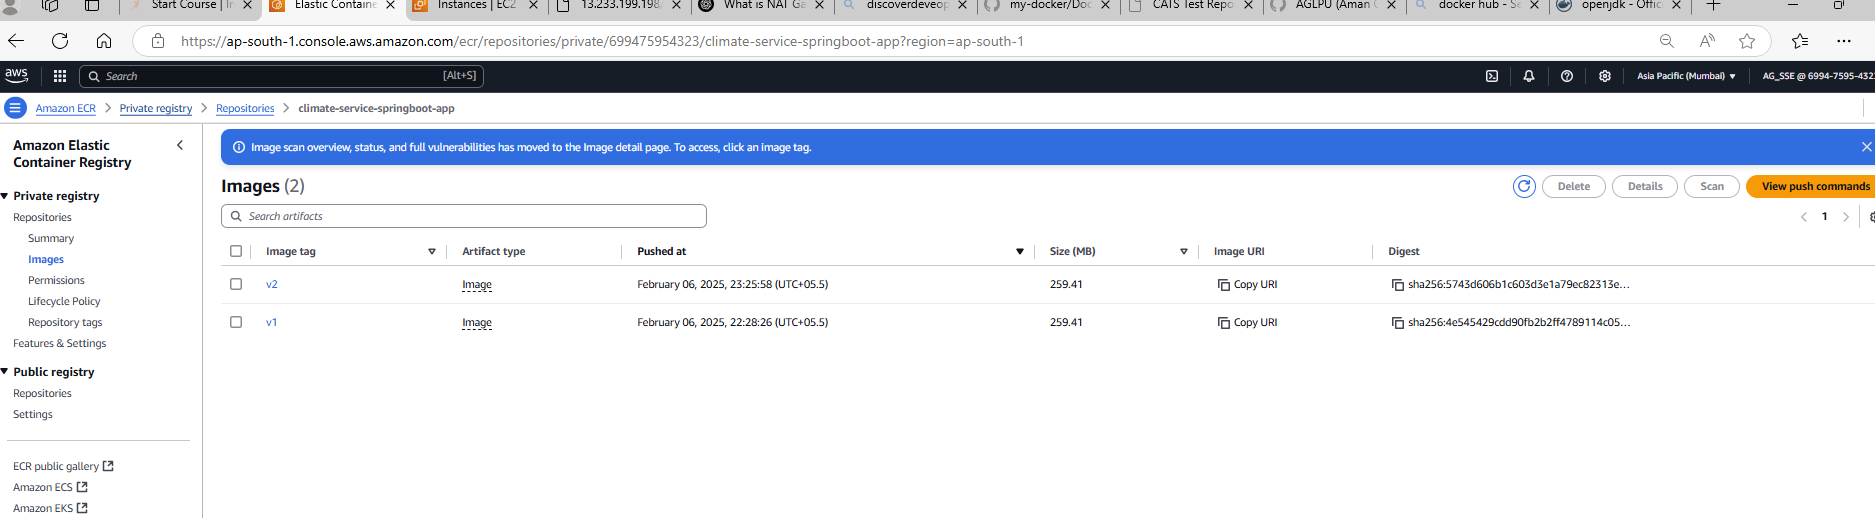 Start Course | In
Elastic Containe
Instances | EC2
13.233.199.198/
What is NAT Ga
discoverdeveop
my-docker/Doc
CATS Test Repo
AGLPU (Aman G
docker hub - Se
openjdk - Offic
https://ap-south-1.console.aws.amazon.com/ecr/repositories/private/699475954323/climate-service-springboot-app?region=ap-south-1
aws
Search [Alt+S]
Asia Pacific (Mumbai) ▼ AG_SSE @ 6994-7595-432
Amazon ECR > Private registry > Repositories > climate-service-springboot-app
Amazon Elastic
Container Registry
Private registry
Repositories
Summary
Images
Permissions
Lifecycle Policy
Repository tags
Features & Settings
Public registry
Repositories
Settings
ECR public gallery
Amazon ECS
Amazon EKS
Image scan overview, status, and full vulnerabilities has moved to the Image detail page. To access, click an image tag.
Images (2)
Delete Details Scan View push commands
Search artifacts
1
Image tag Artifact type Pushed at Size (MB) Image URI Digest
v2 Image February 06, 2025, 23:25:58 (UTC+05.5) 259.41 Copy URI sha256:5743d606b1c603d3e1a79ec82313e...
v1 Image February 06, 2025, 22:28:26 (UTC+05.5) 259.41 Copy URI sha256:4e545429cdd90fb2b2ff4789114c05...